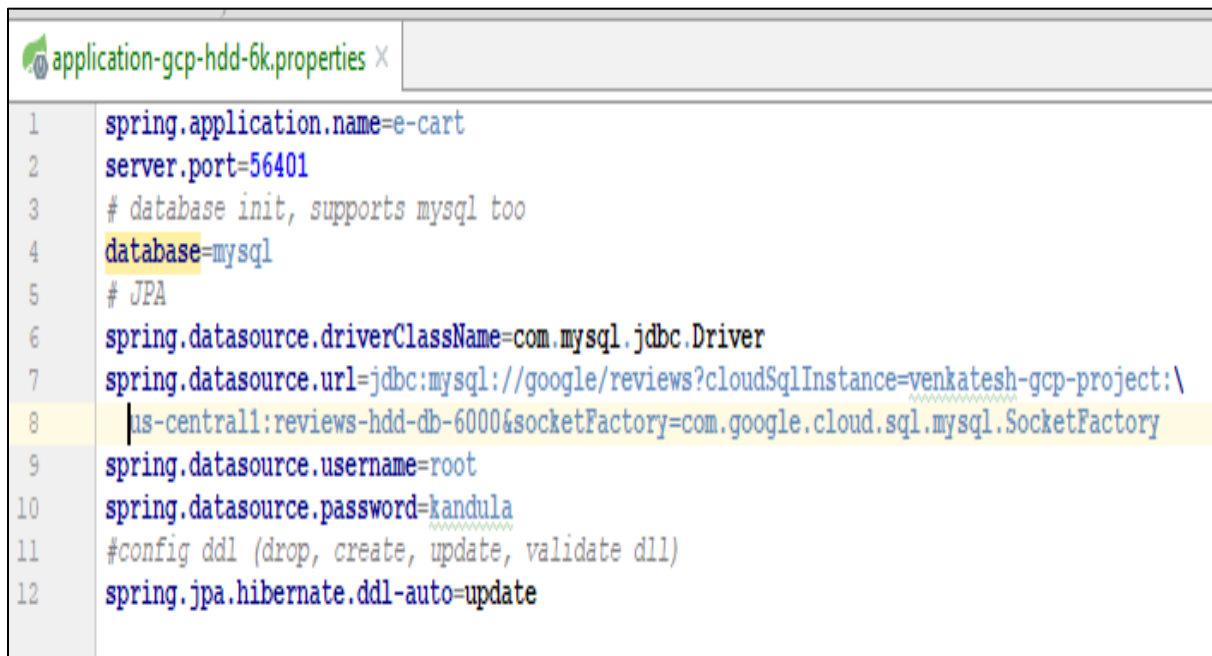 application-gcp-hdd-6k.properties ×
1 spring.application.name=e-cart
2 server.port=56401
3 # database init, supports mysql too
4 database=mysql
5 # JPA
6 spring.datasource.driverClassName=com.mysql.jdbc.Driver
7 spring.datasource.url=jdbc:mysql://google/reviews?cloudSqlInstance=venkatesh-gcp-project:\
8 us-central1:reviews-hdd-db-6000&socketFactory=com.google.cloud.sql.mysql.SocketFactory
9 spring.datasource.username=root
10 spring.datasource.password=kandula
11 #config ddl (drop, create, update, validate dll)
12 spring.jpa.hibernate.ddl-auto=update